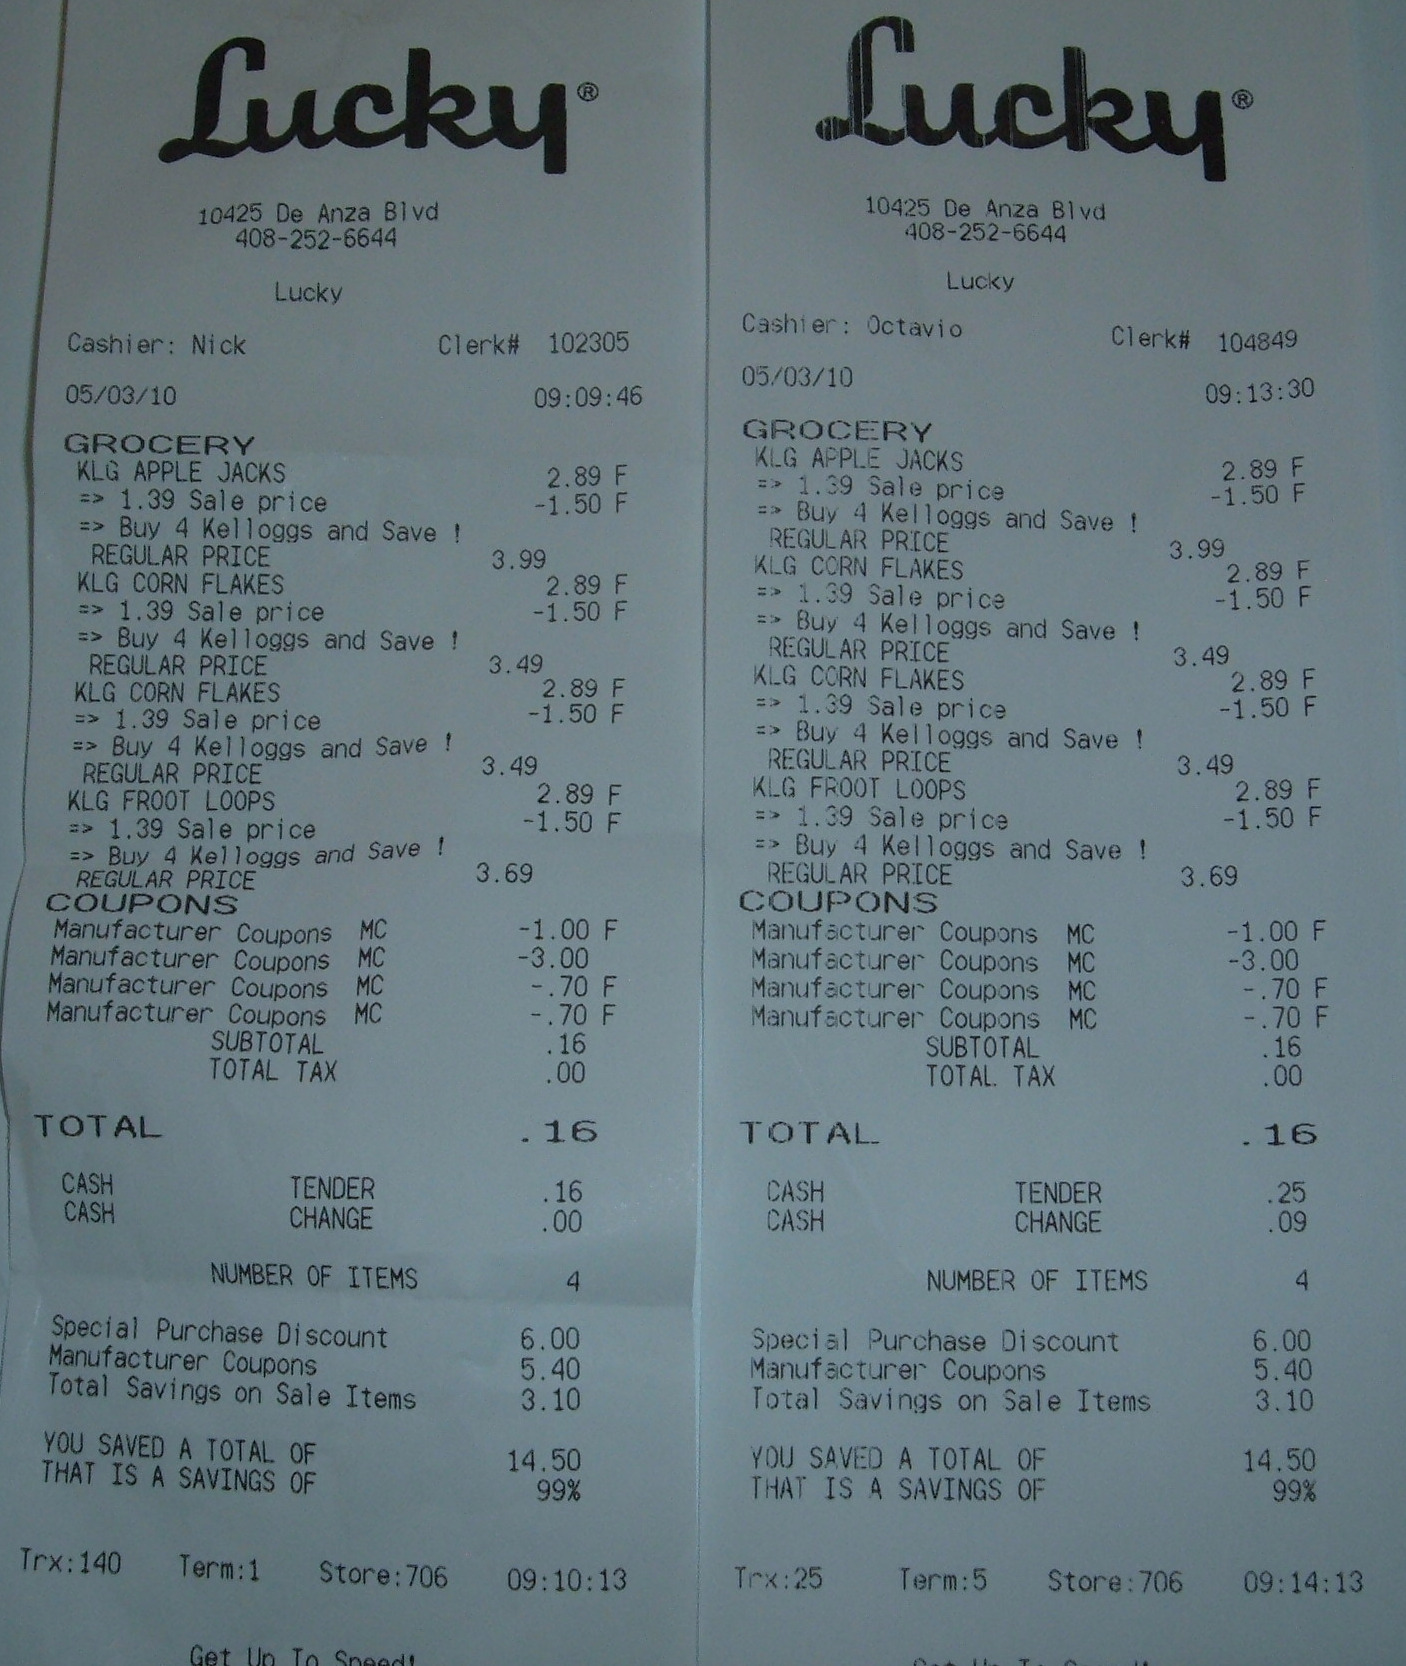 Lucky®
10425 De Anza Blvd
408-252-6644
Lucky
Cashier: Nick Clerk# 102305
05/03/10 09:09:46
GROCERY
KLG APPLE JACKS 2.89 F
=> 1.39 Sale price -1.50 F
=> Buy 4 Kelloggs and Save !
REGULAR PRICE 3.99
KLG CORN FLAKES 2.89 F
=> 1.39 Sale price -1.50 F
=> Buy 4 Kelloggs and Save !
REGULAR PRICE 3.49
KLG CORN FLAKES 2.89 F
=> 1.39 Sale price -1.50 F
=> Buy 4 Kelloggs and Save !
REGULAR PRICE 3.49
KLG FROOT LOOPS 2.89 F
=> 1.39 Sale price -1.50 F
=> Buy 4 Kelloggs and Save !
REGULAR PRICE 3.69
COUPONS
Manufacturer Coupons MC -1.00 F
Manufacturer Coupons MC -3.00
Manufacturer Coupons MC -.70 F
Manufacturer Coupons MC -.70 F
SUBTOTAL .16
TOTAL TAX .00
TOTAL .16
CASH TENDER .16
CASH CHANGE .00
NUMBER OF ITEMS 4
Special Purchase Discount 6.00
Manufacturer Coupons 5.40
Total Savings on Sale Items 3.10
YOU SAVED A TOTAL OF 14.50
THAT IS A SAVINGS OF 99%
Trx:140 Term:1 Store:706 09:10:13
Get Up To Speed!
Lucky®
10425 De Anza Blvd
408-252-6644
Lucky
Cashier: Octavio Clerk# 104849
05/03/10 09:13:30
GROCERY
KLG APPLE JACKS 2.89 F
=> 1.39 Sale price -1.50 F
=> Buy 4 Kelloggs and Save !
REGULAR PRICE 3.99
KLG CORN FLAKES 2.89 F
=> 1.39 Sale price -1.50 F
=> Buy 4 Kelloggs and Save !
REGULAR PRICE 3.49
KLG CORN FLAKES 2.89 F
=> 1.39 Sale price -1.50 F
=> Buy 4 Kelloggs and Save !
REGULAR PRICE 3.49
KLG FROOT LOOPS 2.89 F
=> 1.39 Sale price -1.50 F
=> Buy 4 Kelloggs and Save !
REGULAR PRICE 3.69
COUPONS
Manufacturer Coupons MC -1.00 F
Manufacturer Coupons MC -3.00
Manufacturer Coupons MC -.70 F
Manufacturer Coupons MC -.70 F
SUBTOTAL .16
TOTAL TAX .00
TOTAL .16
CASH TENDER .25
CASH CHANGE .09
NUMBER OF ITEMS 4
Special Purchase Discount 6.00
Manufacturer Coupons 5.40
Total Savings on Sale Items 3.10
YOU SAVED A TOTAL OF 14.50
THAT IS A SAVINGS OF 99%
Trx:25 Term:5 Store:706 09:14:13